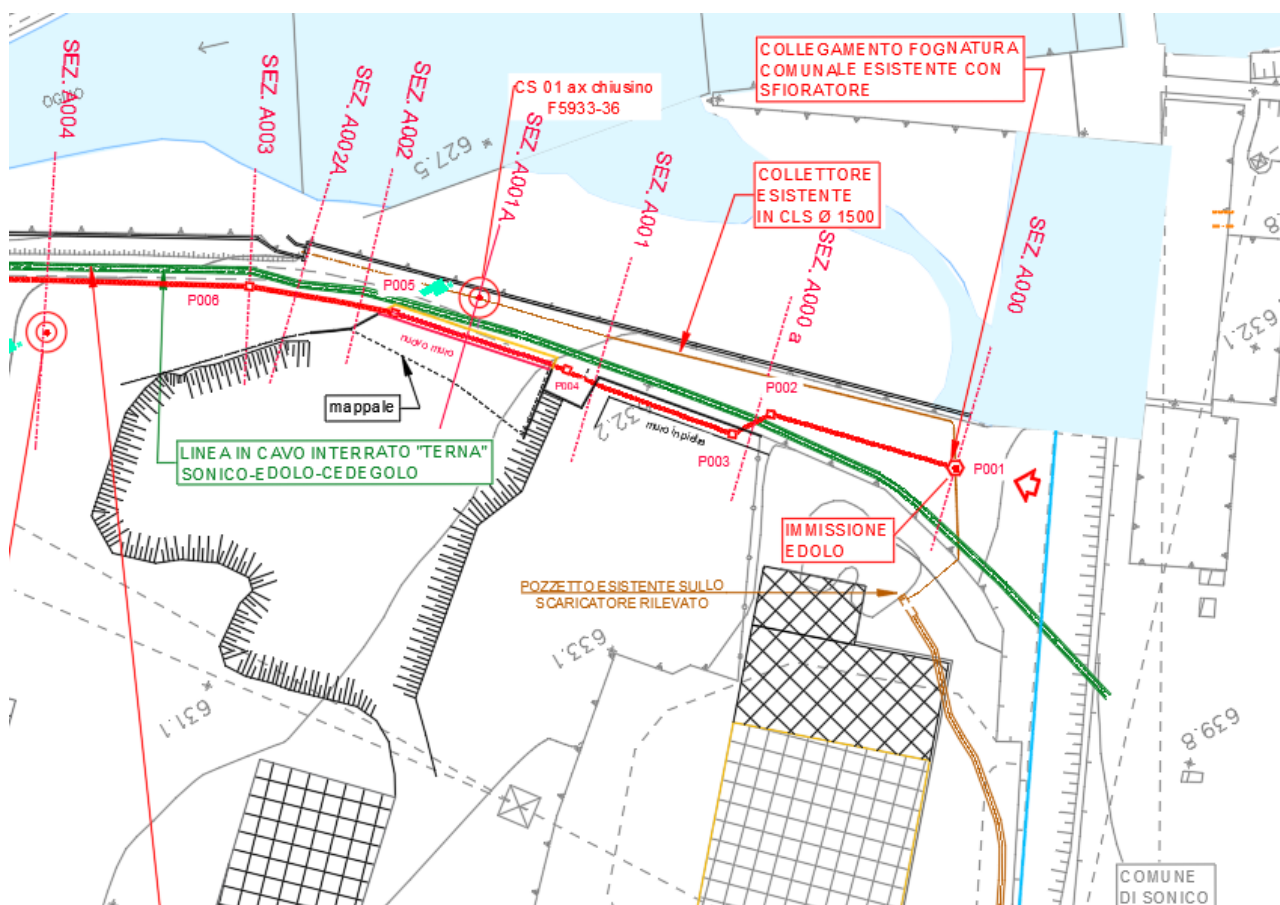 SEZ. A004
OGLIO
SEZ. A003
SEZ. A002A
SEZ. A002
627.5
CS 01 ax chiusino
F5933-36
SEZ. A001A
SEZ. A001
COLLEGAMENTO FOGNATURA
COMUNALE ESISTENTE CON
SFIORATORE
COLLETTORE
ESISTENTE
IN CLS Ø 1500
SEZ. A000 a
SEZ. A000
632.1
P006
P005
nuovo muro
P004
mappale
632.2
muro in pietra
P002
P003
P001
LINEA IN CAVO INTERRATO "TERNA"
SONICO-EDOLO-CEDEGOLO
IMMISSIONE
EDOLO
POZZETTO ESISTENTE SULLO
SCARICATORE RILEVATO
633.1
631.1
639.8
COMUNE
DI SONICO